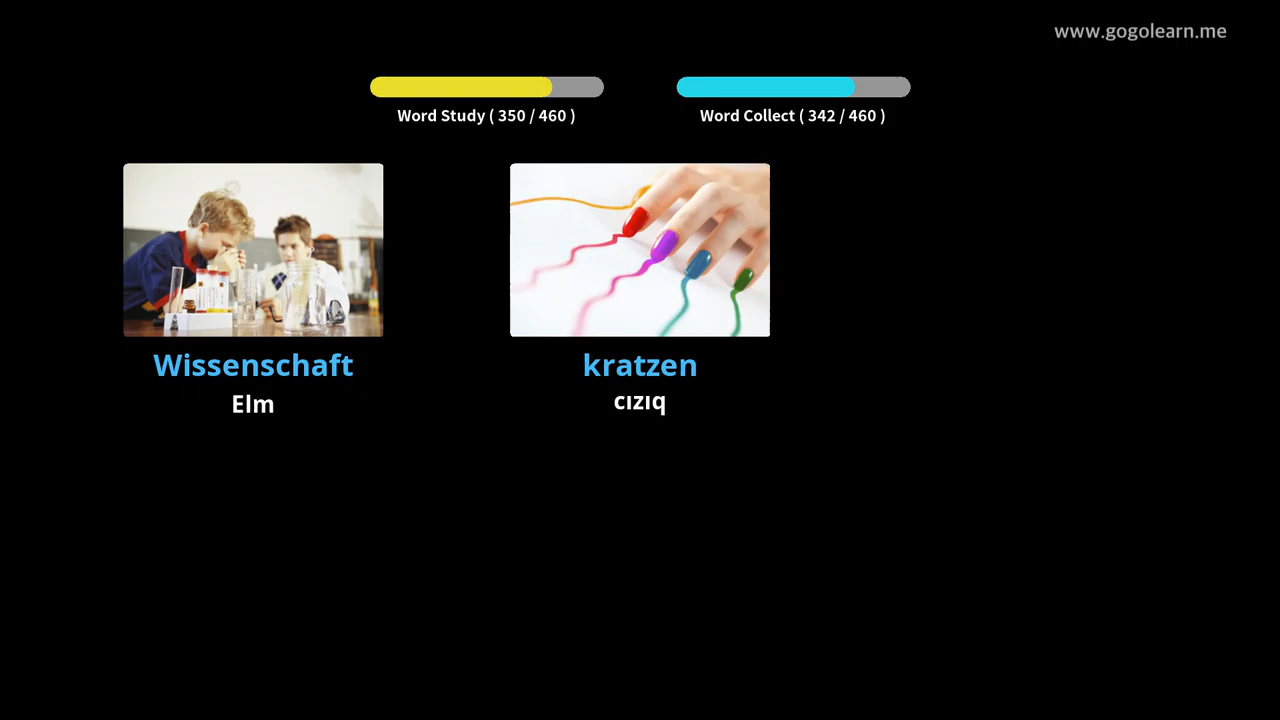 www.gogolearn.me
Word Study ( 350 / 460 )
Word Collect ( 342 / 460 )
Wissenschaft
Elm
kratzen
cızıq